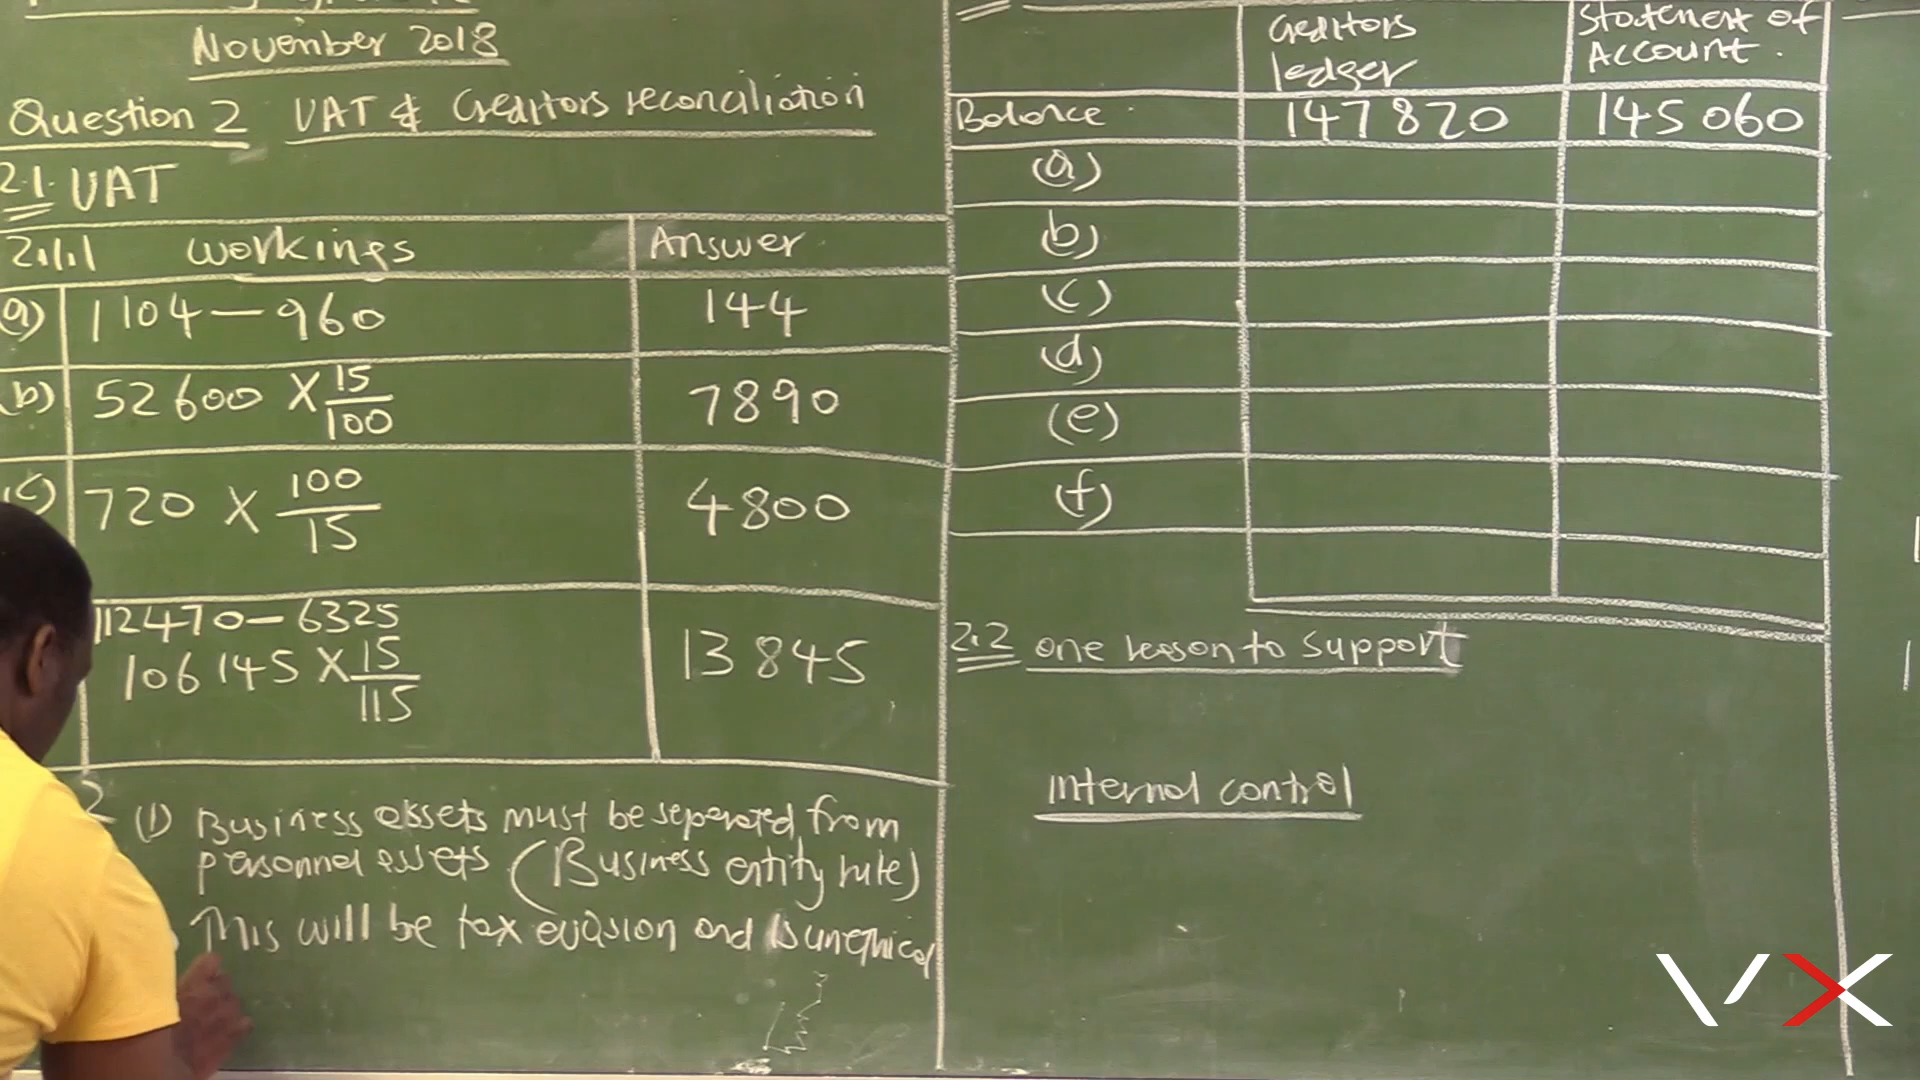 November 2018
Question 2 VAT & Creditors reconciliation
2.1. VAT
2.1.1 Workings Answer
(a) 1104 — 960 144
(b) 52600 X 15/100 7890
(c) 720 X 100/15 4800
112470 — 6325
106145 X 15/115 13845
2 (1) Business assets must be seperated from
personnel assets (Business entity rule)
This will be tax evasion and is unethical
Creditors ledger Statement of Account.
Balance 147820 145060
(a)
(b)
(c)
(d)
(e)
(f)
2.2 one reason to support
Internal control
VX